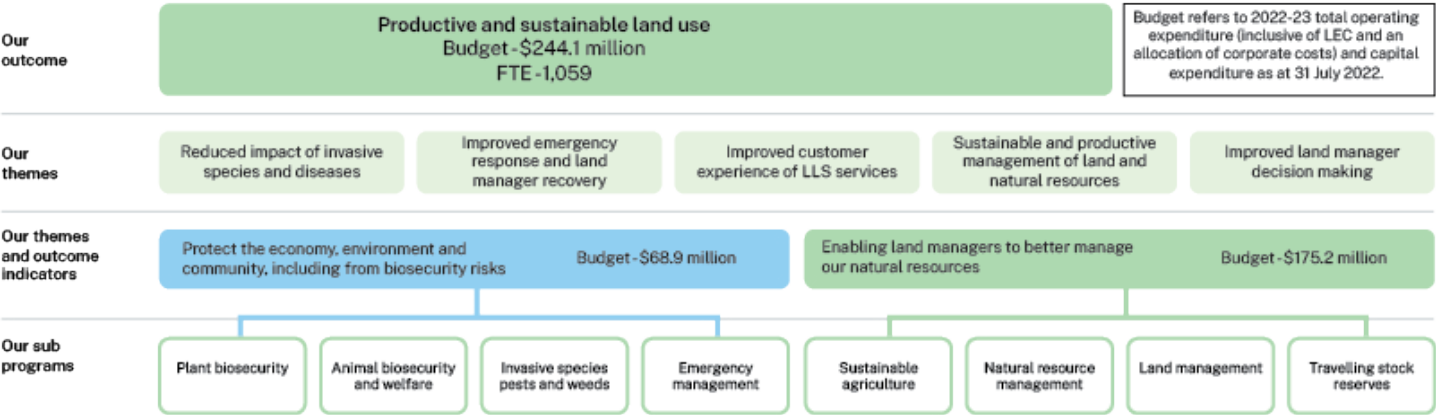 Our
outcome
Productive and sustainable land use
Budget - $244.1 million
FTE - 1,059
Budget refers to 2022-23 total operating
expenditure (inclusive of LEC and an
allocation of corporate costs) and capital
expenditure as at 31 July 2022.
Our
themes
Reduced impact of invasive
species and diseases
Improved emergency
response and land
manager recovery
Improved customer
experience of LLS services
Sustainable and productive
management of land and
natural resources
Improved land manager
decision making
Our themes
and outcome
indicators
Protect the economy, environment and
community, including from biosecurity risks
Budget - $68.9 million
Enabling land managers to better manage
our natural resources
Budget - $175.2 million
Our sub
programs
Plant biosecurity
Animal biosecurity
and welfare
Invasive species
pests and weeds
Emergency
management
Sustainable
agriculture
Natural resource
management
Land management
Travelling stock
reserves